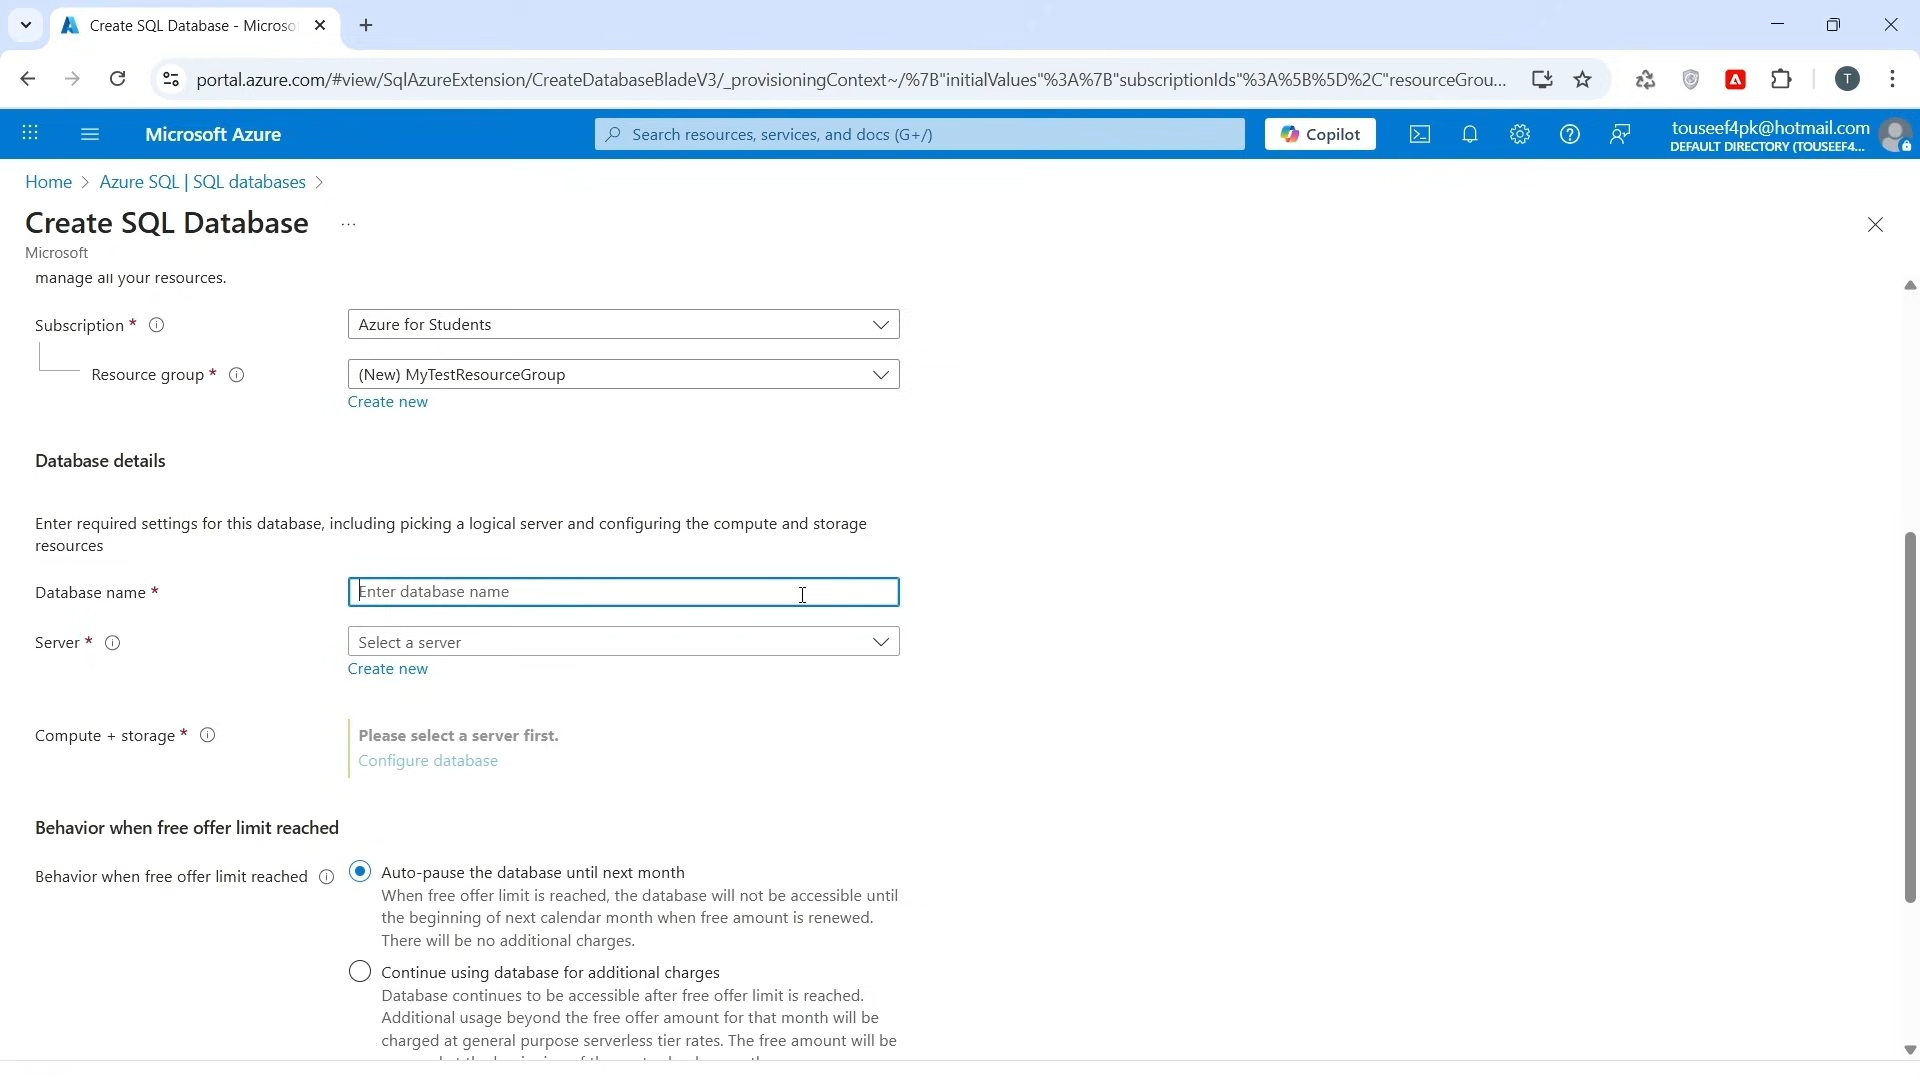 Create SQL Database - Microso
portal.azure.com/#view/SqlAzureExtension/CreateDatabaseBladeV3/_provisioningContext~/%7B"initialValues"%3A%7B"subscriptionIds"%3A%5B%5D%2C"resourceGrou...
T
Microsoft Azure
Search resources, services, and docs (G+/)
Copilot
touseef4pk@hotmail.com
DEFAULT DIRECTORY (TOUSEEF4...
Home > Azure SQL | SQL databases >
Create SQL Database ...
Microsoft
manage all your resources.
Subscription *
Azure for Students
Resource group *
(New) MyTestResourceGroup
Create new
Database details
Enter required settings for this database, including picking a logical server and configuring the compute and storage
resources
Database name *
Enter database name
Server *
Select a server
Create new
Compute + storage *
Please select a server first.
Configure database
Behavior when free offer limit reached
Behavior when free offer limit reached
Auto-pause the database until next month
When free offer limit is reached, the database will not be accessible until
the beginning of next calendar month when free amount is renewed.
There will be no additional charges.
Continue using database for additional charges
Database continues to be accessible after free offer limit is reached.
Additional usage beyond the free offer amount for that month will be
charged at general purpose serverless tier rates. The free amount will be